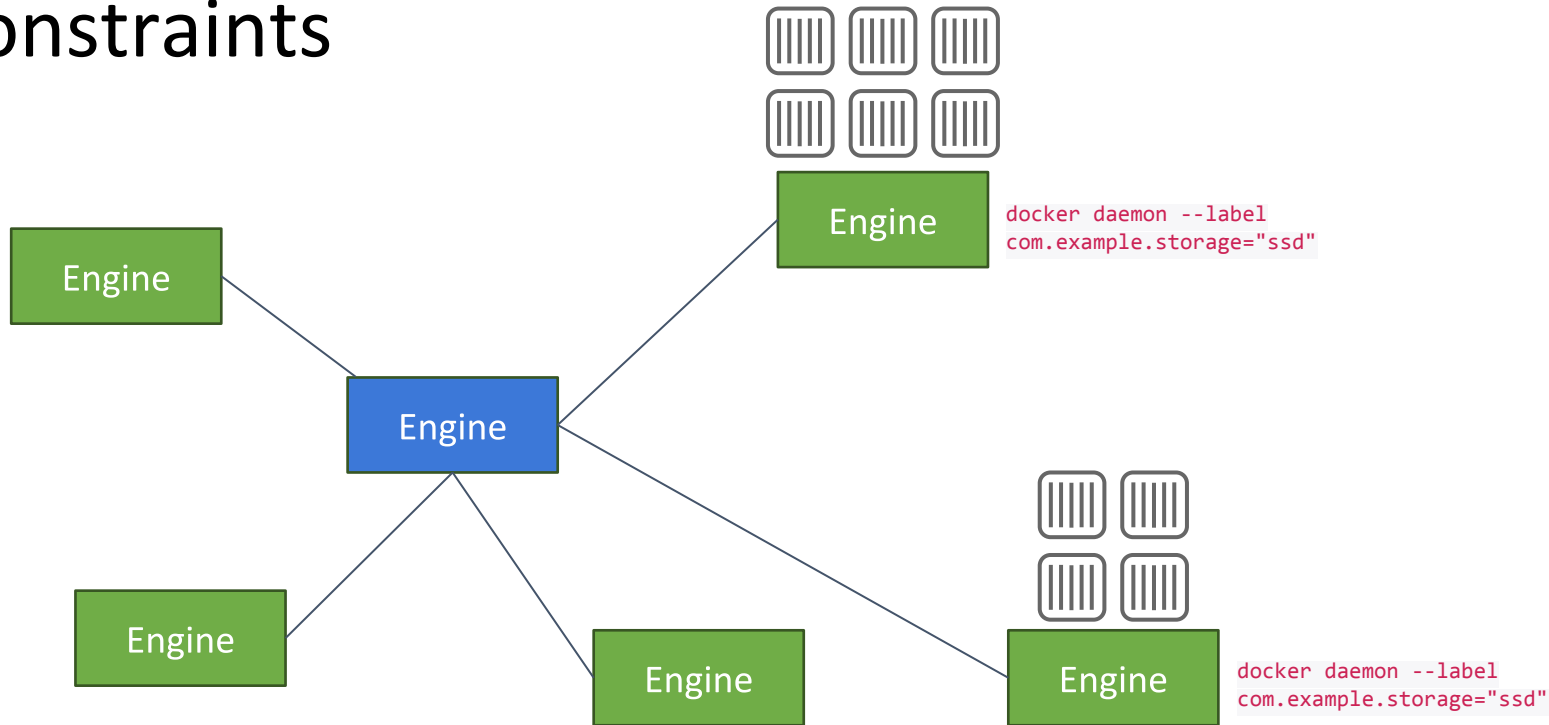 onstraints
Engine
docker daemon --label
com.example.storage="ssd"
Engine
Engine
Engine
Engine
Engine
docker daemon --label
com.example.storage="ssd"